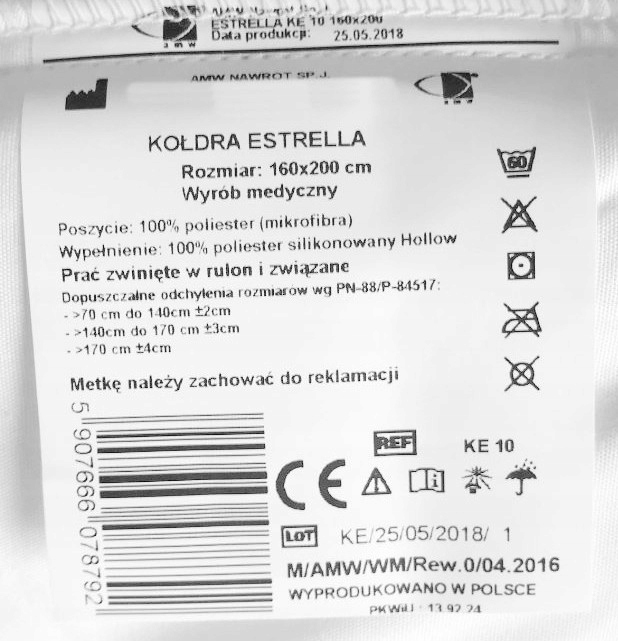 ESTRELLA KE 10 160x200
Data produkcji: 25.05.2018
AMW NAWROT SP.J.
KOŁDRA ESTRELLA
Rozmiar: 160x200 cm
Wyrób medyczny
60
Poszycie: 100% poliester (mikrofibra)
Wypełnienie: 100% poliester silikonowany Hollow
Prać zwinięte w rulon i związane
Dopuszczalne odchylenia rozmiarów wg PN-88/P-84517:
- >70 cm do 140cm ±2cm
- >140cm do 170 cm ±3cm
- >170 cm ±4cm
Metkę należy zachować do reklamacji
5 907666 078792
REF KE 10
CE
LOT KE/25/05/2018/ 1
M/AMW/WM/Rew.0/04.2016
WYPRODUKOWANO W POLSCE
PKWiU 13.92.24